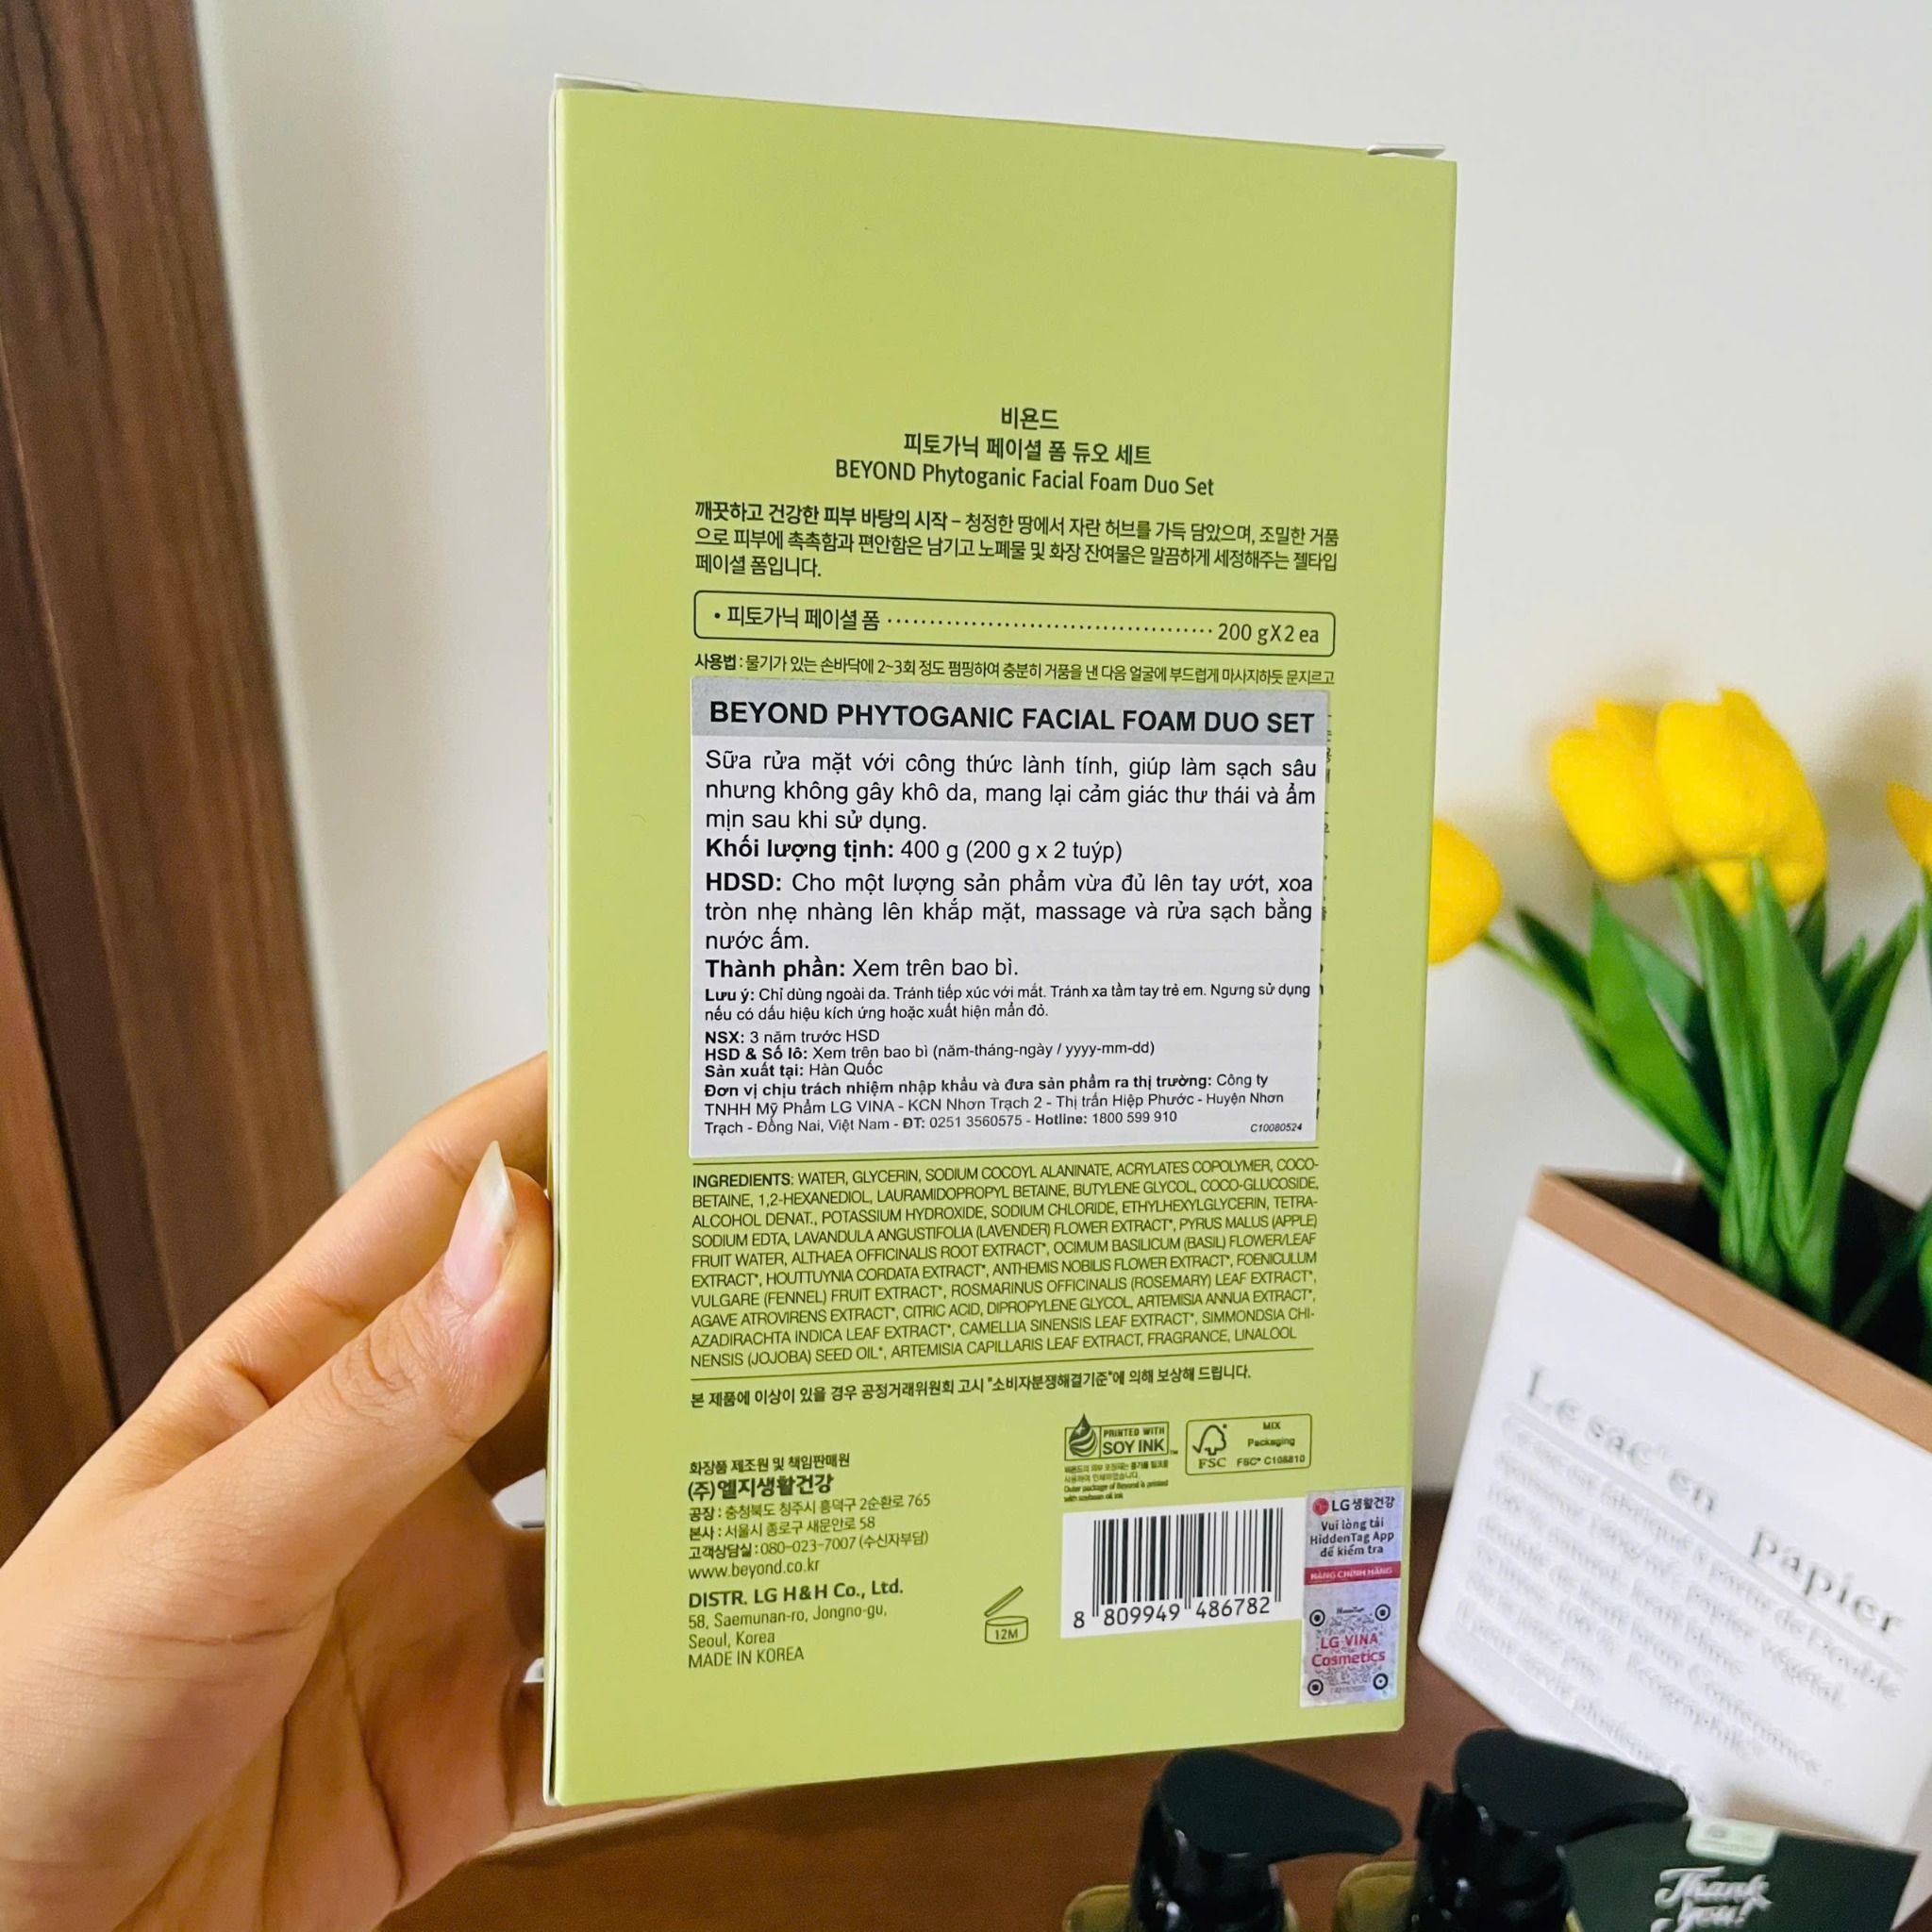 비욘드
피토가닉 페이셜 폼 듀오 세트
BEYOND Phytoganic Facial Foam Duo Set
깨끗하고 건강한 피부 바탕의 시작 – 청정한 땅에서 자란 허브를 가득 담았으며, 조밀한 거품
으로 피부에 촉촉함과 편안함은 남기고 노폐물 및 화장 잔여물은 말끔하게 세정해주는 젤타입
페이셜 폼입니다.
• 피토가닉 페이셜 폼 ⋯⋯⋯⋯⋯⋯⋯⋯⋯⋯⋯⋯⋯ 200 gX2 ea
사용법 : 물기가 있는 손바닥에 2~3회 정도 펌핑하여 충분히 거품을 낸 다음 얼굴에 부드럽게 마사지하듯 문지르고
BEYOND PHYTOGANIC FACIAL FOAM DUO SET
Sữa rửa mặt với công thức lành tính, giúp làm sạch sâu
nhưng không gây khô da, mang lại cảm giác thư thái và ẩm
mịn sau khi sử dụng.
Khối lượng tịnh: 400 g (200 g x 2 tuýp)
HDSD: Cho một lượng sản phẩm vừa đủ lên tay ướt, xoa
tròn nhẹ nhàng lên khắp mặt, massage và rửa sạch bằng
nước ấm.
Thành phần: Xem trên bao bì.
Lưu ý: Chỉ dùng ngoài da. Tránh tiếp xúc với mắt. Tránh xa tầm tay trẻ em. Ngưng sử dụng
nếu có dấu hiệu kích ứng hoặc xuất hiện mẩn đỏ.
NSX: 3 năm trước HSD
HSD & Số lô: Xem trên bao bì (năm-tháng-ngày / yyyy-mm-dd)
Sản xuất tại: Hàn Quốc
Đơn vị chịu trách nhiệm nhập khẩu và đưa sản phẩm ra thị trường: Công ty
TNHH Mỹ Phẩm LG VINA - KCN Nhơn Trạch 2 - Thị trấn Hiệp Phước - Huyện Nhơn
Trạch - Đồng Nai, Việt Nam - ĐT: 0251 3560575 - Hotline: 1800 599 910
C10080524
INGREDIENTS: WATER, GLYCERIN, SODIUM COCOYL ALANINATE, ACRYLATES COPOLYMER, COCO-
BETAINE, 1,2-HEXANEDIOL, LAURAMIDOPROPYL BETAINE, BUTYLENE GLYCOL, COCO-GLUCOSIDE,
ALCOHOL DENAT., POTASSIUM HYDROXIDE, SODIUM CHLORIDE, ETHYLHEXYLGLYCERIN, TETRA-
SODIUM EDTA, LAVANDULA ANGUSTIFOLIA (LAVENDER) FLOWER EXTRACT*, PYRUS MALUS (APPLE)
FRUIT WATER, ALTHAEA OFFICINALIS ROOT EXTRACT*, OCIMUM BASILICUM (BASIL) FLOWER/LEAF
EXTRACT*, HOUTTUYNIA CORDATA EXTRACT*, ANTHEMIS NOBILIS FLOWER EXTRACT*, FOENICULUM
VULGARE (FENNEL) FRUIT EXTRACT*, ROSMARINUS OFFICINALIS (ROSEMARY) LEAF EXTRACT*,
AGAVE ATROVIRENS EXTRACT*, CITRIC ACID, DIPROPYLENE GLYCOL, ARTEMISIA ANNUA EXTRACT*,
AZADIRACHTA INDICA LEAF EXTRACT*, CAMELLIA SINENSIS LEAF EXTRACT*, SIMMONDSIA CHI-
NENSIS (JOJOBA) SEED OIL*, ARTEMISIA CAPILLARIS LEAF EXTRACT, FRAGRANCE, LINALOOL
본 제품에 이상이 있을 경우 공정거래위원회 고시 "소비자분쟁해결기준"에 의해 보상해 드립니다.
화장품 제조원 및 책임판매원
(주)엘지생활건강
공장 : 충청북도 청주시 흥덕구 2순환로 765
본사 : 서울시 종로구 새문안로 58
고객상담실 : 080-023-7007 (수신자부담)
www.beyond.co.kr
DISTR. LG H&H Co., Ltd.
58, Saemunan-ro, Jongno-gu,
Seoul, Korea
MADE IN KOREA
12M
PRINTED WITH
SOY INK™
Outer package of Beyond is printed
with soybean oil ink
FSC
MIX
Packaging
FSC® C108810
8 809949 486782
LG생활건강
Vui lòng tải
HiddenTag App
để kiểm tra
HÀNG CHÍNH HÃNG
HiddenTag
LG VINA
Cosmetics
Le sac en papier
Thank
you!